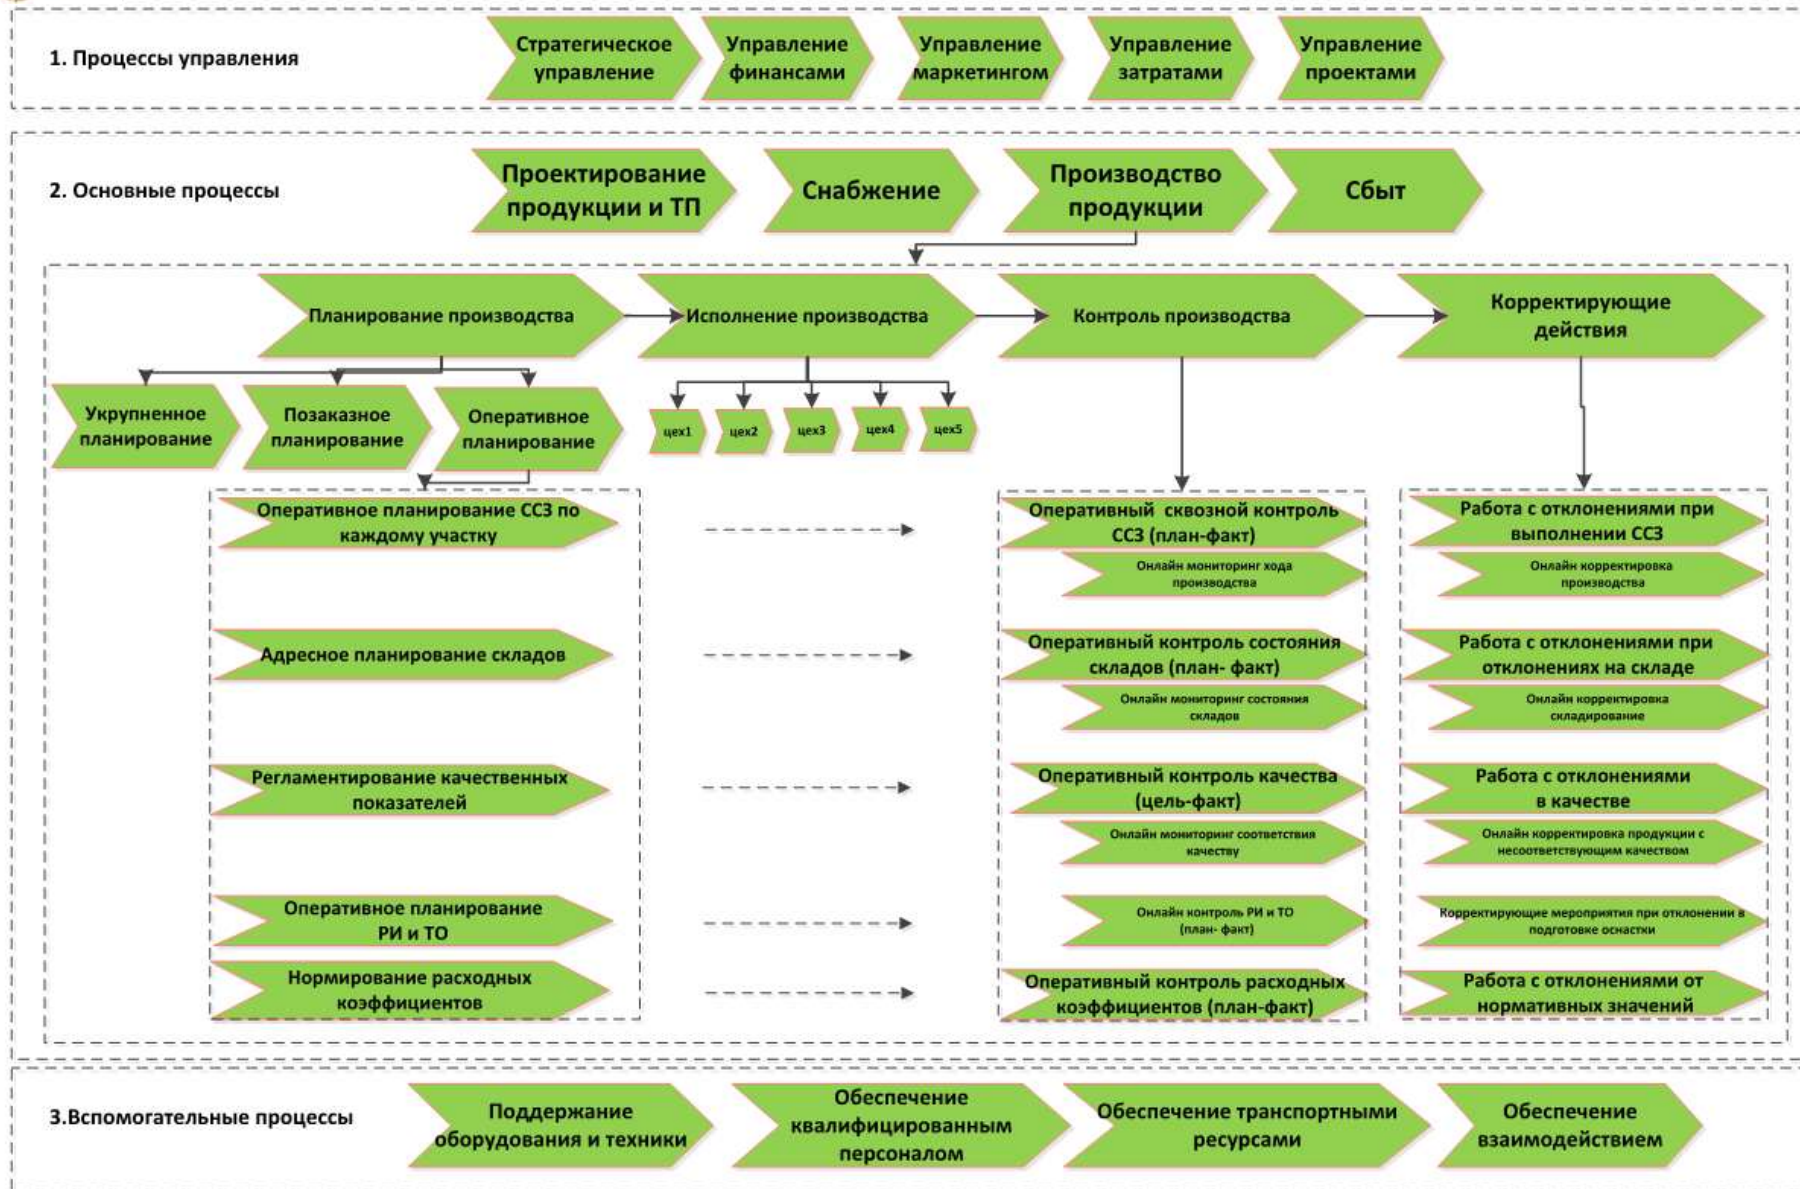 1. Процессы управления
Стратегическое
управление
Управление
финансами
Управление
маркетингом
Управление
затратами
Управление
проектами
2. Основные процессы
Проектирование
продукции и ТП
Снабжение
Производство
продукции
Сбыт
Планирование производства
Исполнение производства
Контроль производства
Корректирующие
действия
Укрупненное
планирование
Позаказное
планирование
Оперативное
планирование
цех1
цех2
цех3
цех4
цех5
Оперативное планирование ССЗ по
каждому участку
Оперативный сквозной контроль
ССЗ (план-факт)
Работа с отклонениями при
выполнении ССЗ
Онлайн мониторинг хода
производства
Онлайн корректировка
производства
Адресное планирование складов
Оперативный контроль состояния
складов (план- факт)
Работа с отклонениями при
отклонениях на складе
Онлайн мониторинг состояния
складов
Онлайн корректировка
складирование
Регламентирование качественных
показателей
Оперативный контроль качества
(цель-факт)
Работа с отклонениями
в качестве
Онлайн мониторинг соответствия
качеству
Онлайн корректировка продукции с
несоответствующим качеством
Оперативное планирование
РИ и ТО
Онлайн контроль РИ и ТО
(план- факт)
Корректирующие мероприятия при отклонении в
подготовке оснастки
Нормирование расходных
коэффициентов
Оперативный контроль расходных
коэффициентов (план-факт)
Работа с отклонениями от
нормативных значений
3.Вспомогательные процессы
Поддержание
оборудования и техники
Обеспечение
квалифицированным
персоналом
Обеспечение транспортными
ресурсами
Обеспечение
взаимодействием